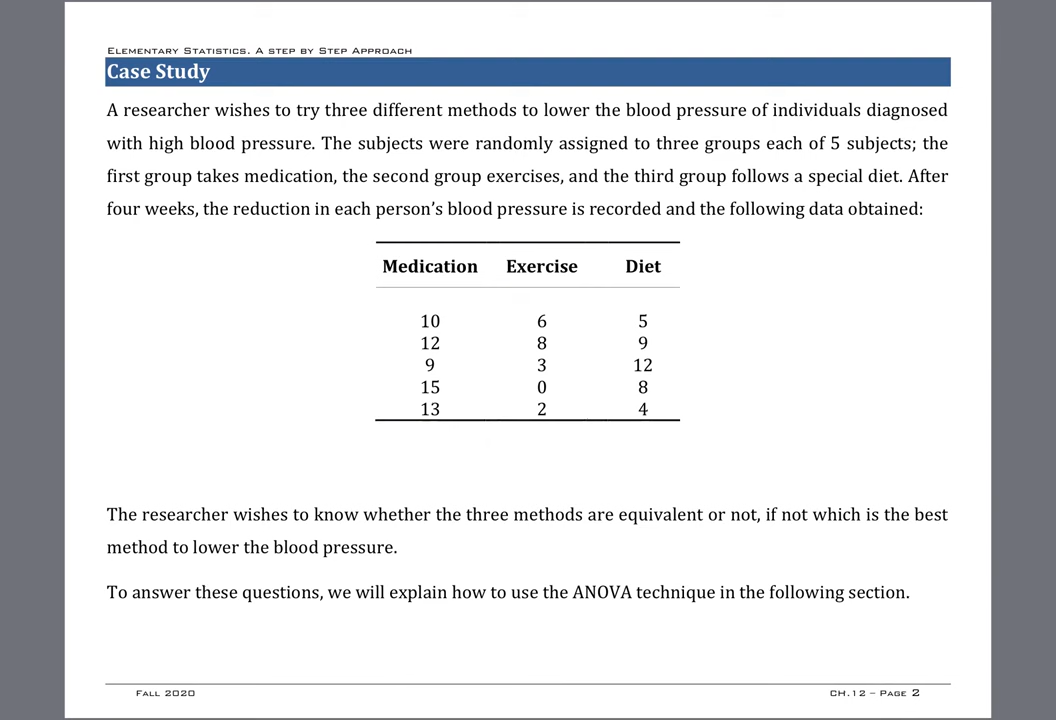 Elementary Statistics. A step by Step Approach
Case Study
A researcher wishes to try three different methods to lower the blood pressure of individuals diagnosed
with high blood pressure. The subjects were randomly assigned to three groups each of 5 subjects; the
first group takes medication, the second group exercises, and the third group follows a special diet. After
four weeks, the reduction in each person’s blood pressure is recorded and the following data obtained:
Medication Exercise Diet
10 6 5
12 8 9
9 3 12
15 0 8
13 2 4
The researcher wishes to know whether the three methods are equivalent or not, if not which is the best
method to lower the blood pressure.
To answer these questions, we will explain how to use the ANOVA technique in the following section.
Fall 2020 Ch.12 – Page 2